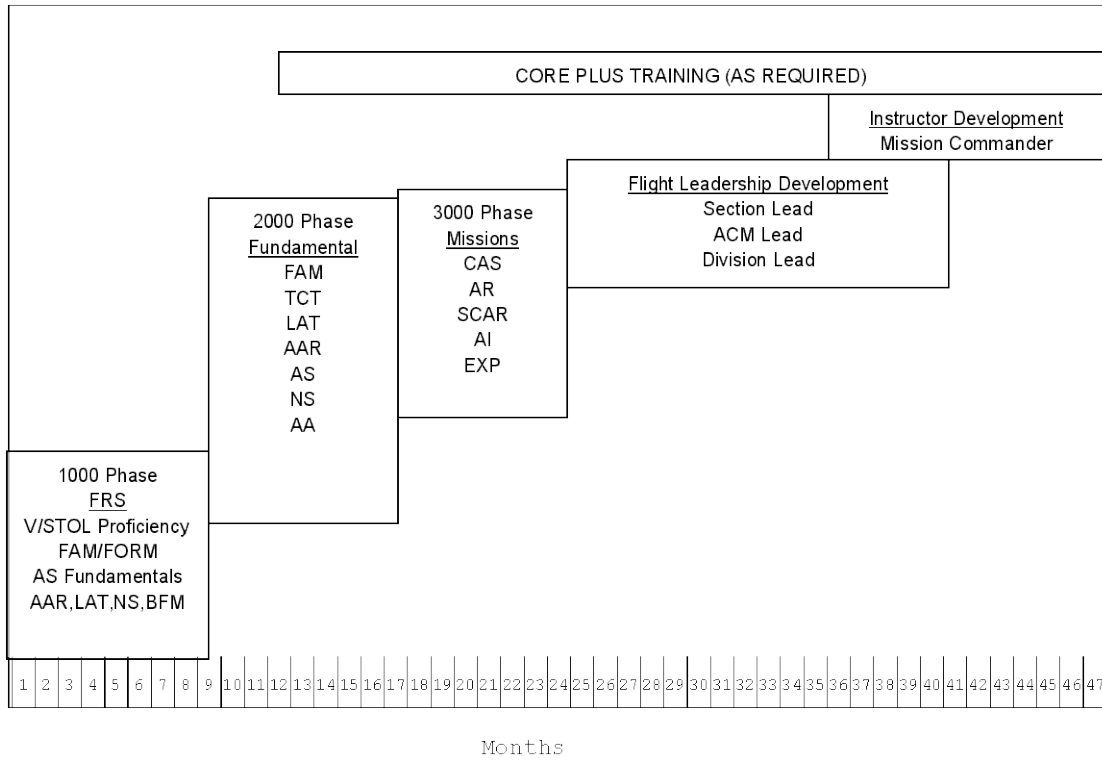 CORE PLUS TRAINING (AS REQUIRED)
Instructor Development
Mission Commander
Flight Leadership Development
Section Lead
ACM Lead
Division Lead
3000 Phase
Missions
CAS
AR
SCAR
AI
EXP
2000 Phase
Fundamental
FAM
TCT
LAT
AAR
AS
NS
AA
1000 Phase
FRS
V/STOL Proficiency
FAM/FORM
AS Fundamentals
AAR,LAT,NS,BFM
1 2 3 4 5 6 7 8 9 10 11 12 13 14 15 16 17 18 19 20 21 22 23 24 25 26 27 28 29 30 31 32 33 34 35 36 37 38 39 40 41 42 43 44 45 46 47
Months